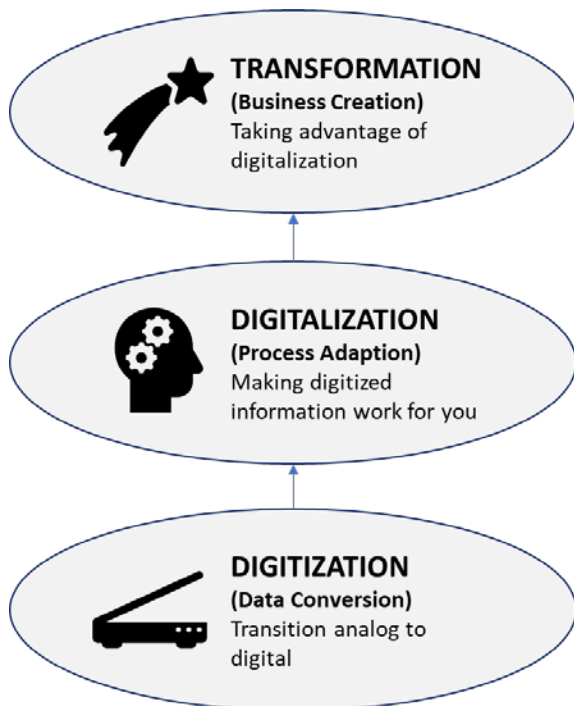 TRANSFORMATION
(Business Creation)
Taking advantage of
digitalization
DIGITALIZATION
(Process Adaption)
Making digitized
information work for you
DIGITIZATION
(Data Conversion)
Transition analog to
digital